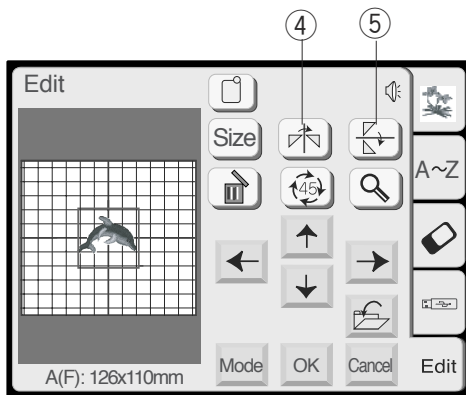 ④ ⑤
Edit
Size
A~Z
45
Mode OK Cancel Edit
A(F): 126x110mm